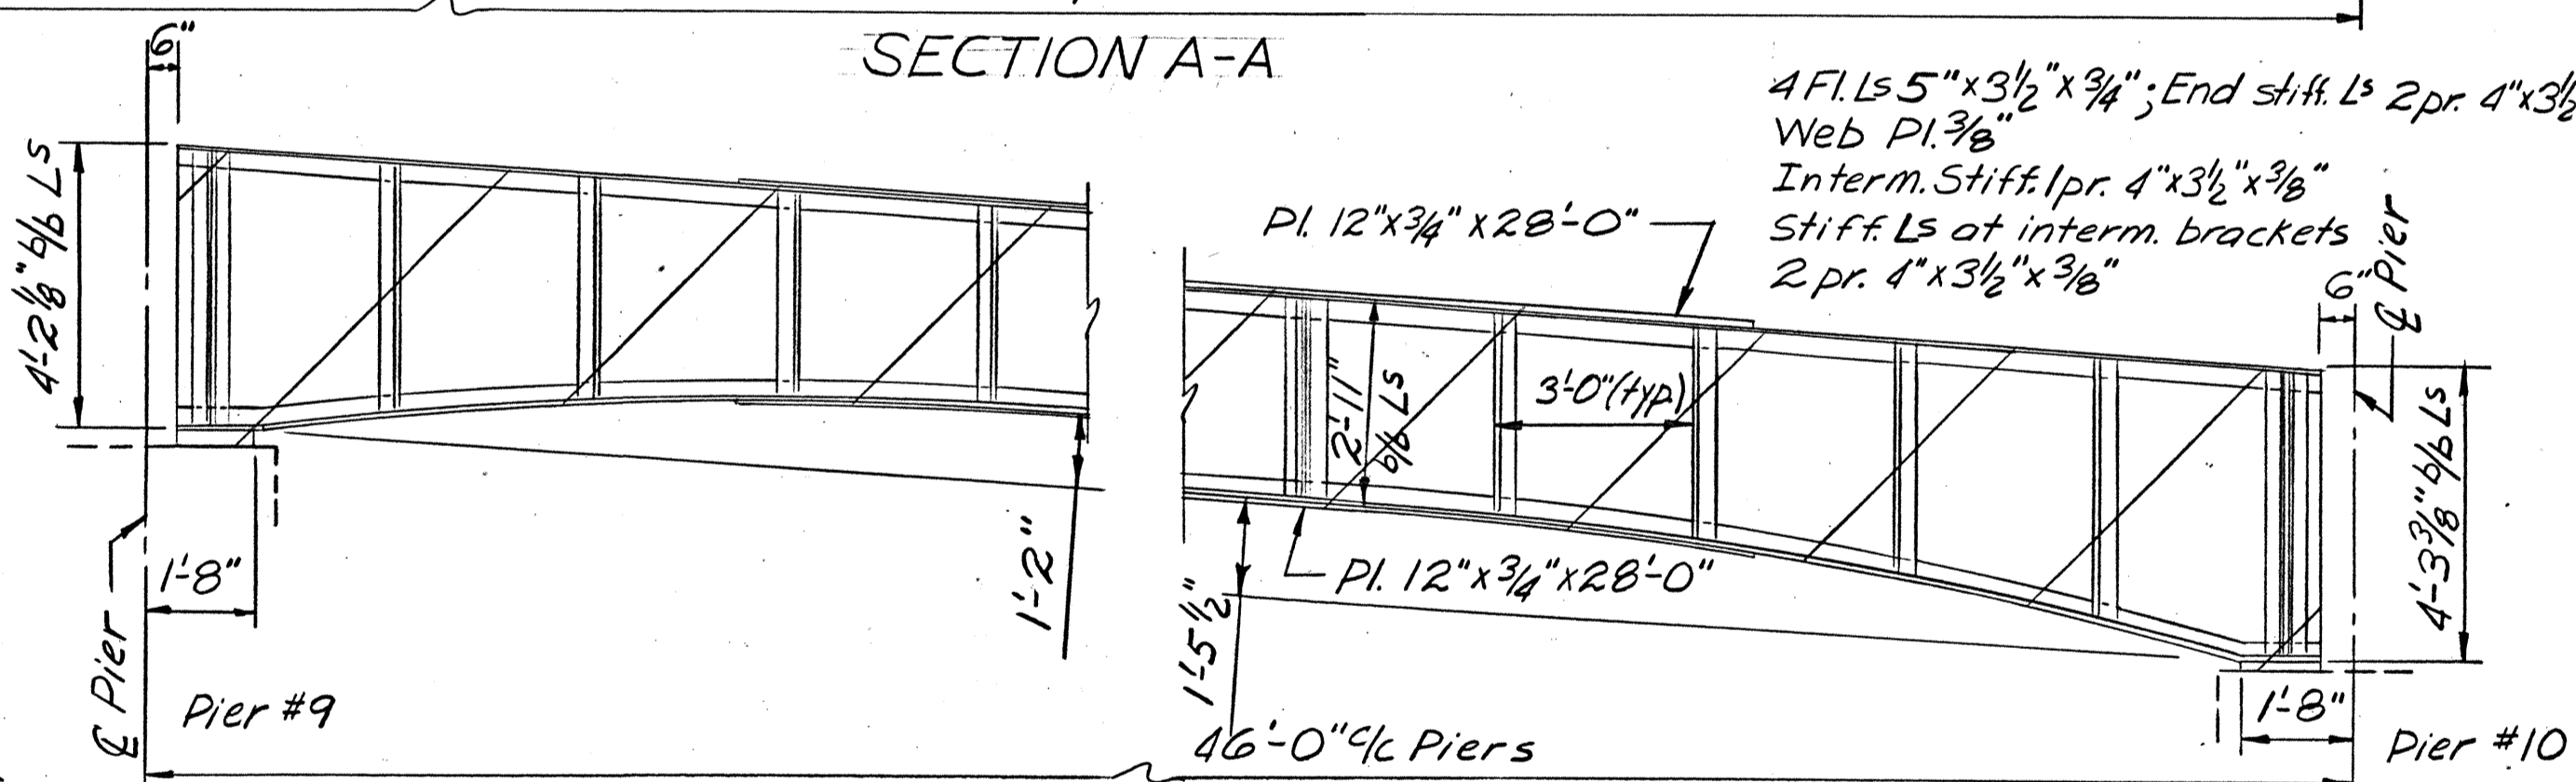 SECTION A-A
6"
4 Fl. Ls 5"x3½"x¾"; End stiff. Ls 2pr. 4"x3½
Web Pl. 3/8"
Interm. Stiff. 1pr. 4"x3½"x3/8"
Stiff. Ls at interm. brackets
2 pr. 4"x3½"x3/8"
4'-2 1/8" b/b Ls
Pl. 12"x3/4"x28'-0"
6"
℄ Pier
2'-11"
b/b Ls
3'-0"(typ.)
4'-3 3/8" b/b Ls
1'-8"
1'-2"
1'-5½"
Pl. 12"x3/4"x28'-0"
℄ Pier
Pier #9
46'-0" c/c Piers
1'-8"
Pier #10